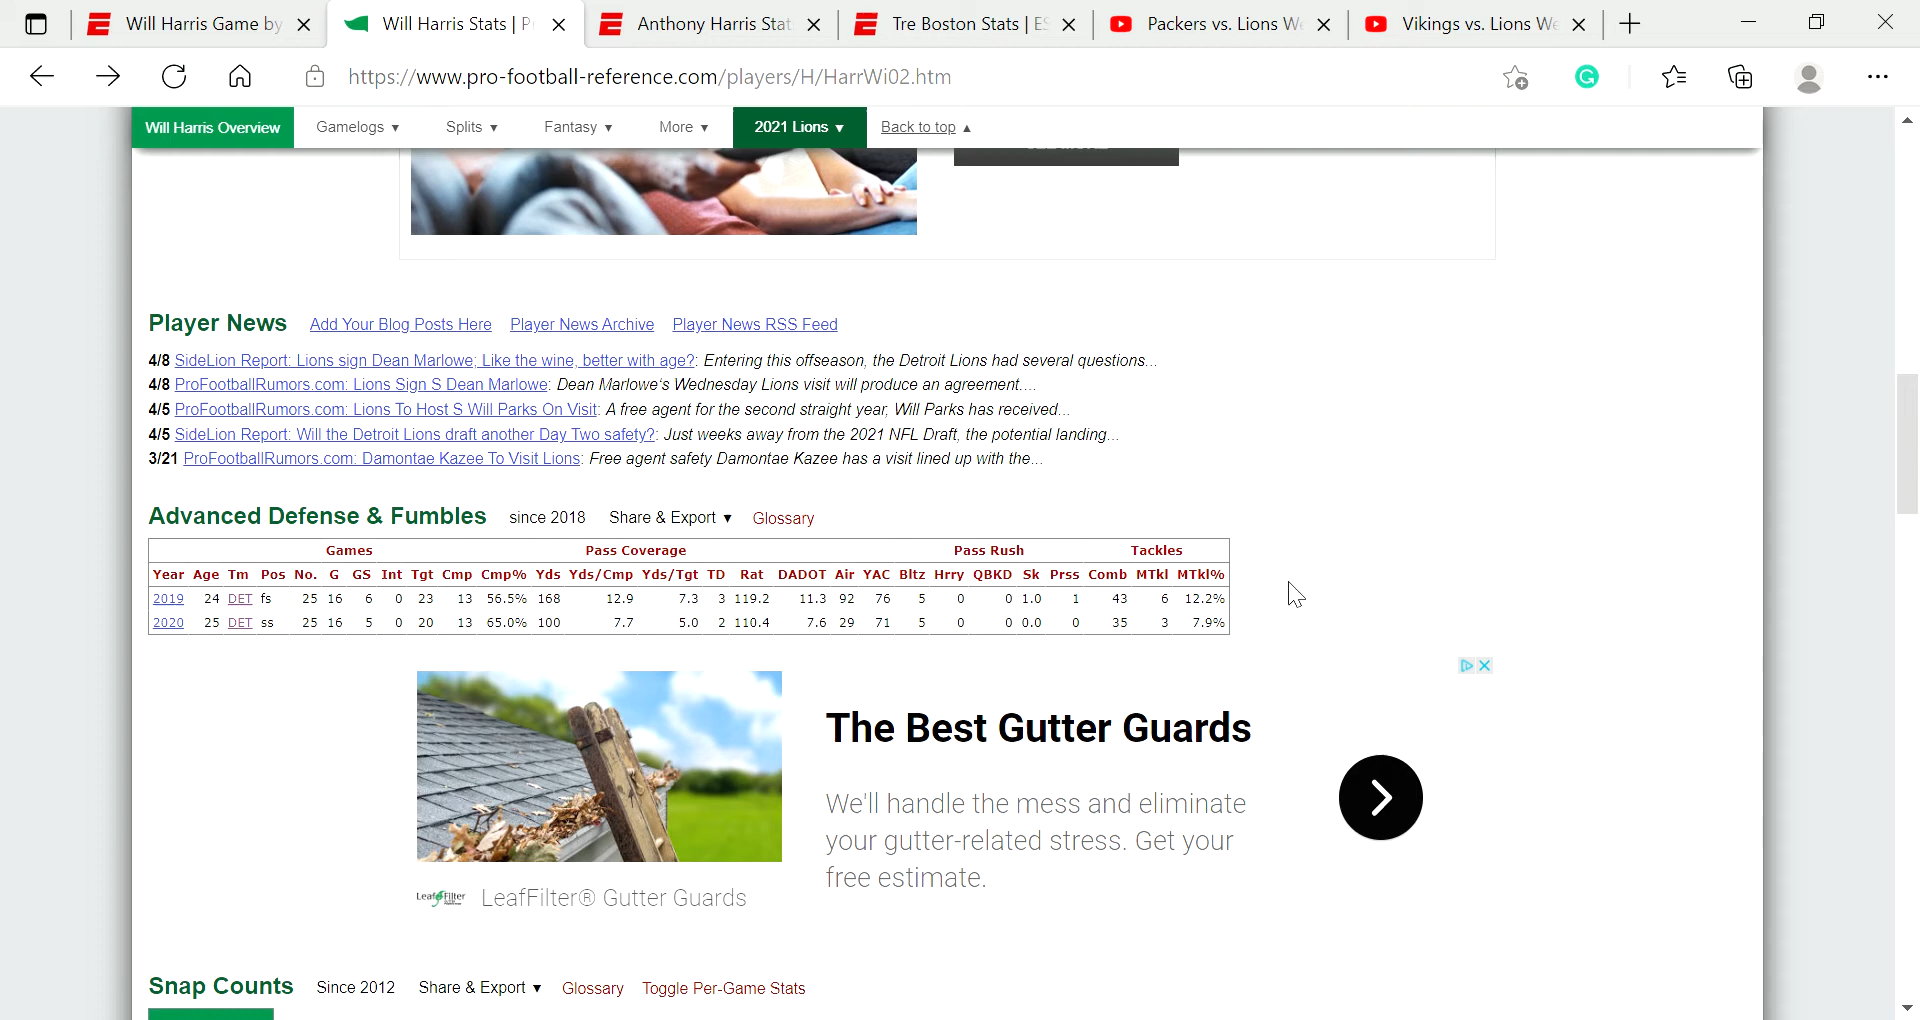 Will Harris Game by
Will Harris Stats | P
Anthony Harris Stat
Tre Boston Stats | ES
Packers vs. Lions We
Vikings vs. Lions We
https://www.pro-football-reference.com/players/H/HarrWi02.htm
Will Harris Overview Gamelogs ▼ Splits ▼ Fantasy ▼ More ▼ 2021 Lions ▼ Back to top ▲
Player News Add Your Blog Posts Here Player News Archive Player News RSS Feed
4/8 SideLion Report: Lions sign Dean Marlowe; Like the wine, better with age?: Entering this offseason, the Detroit Lions had several questions...
4/8 ProFootballRumors.com: Lions Sign S Dean Marlowe: Dean Marlowe's Wednesday Lions visit will produce an agreement....
4/5 ProFootballRumors.com: Lions To Host S Will Parks On Visit: A free agent for the second straight year, Will Parks has received...
4/5 SideLion Report: Will the Detroit Lions draft another Day Two safety?: Just weeks away from the 2021 NFL Draft, the potential landing...
3/21 ProFootballRumors.com: Damontae Kazee To Visit Lions: Free agent safety Damontae Kazee has a visit lined up with the...
Advanced Defense & Fumbles since 2018 Share & Export ▼ Glossary
Games Pass Coverage Pass Rush Tackles
Year Age Tm Pos No. G GS Int Tgt Cmp Cmp% Yds Yds/Cmp Yds/Tgt TD Rat DADOT Air YAC Bltz Hrry QBKD Sk Prss Comb MTkl MTkl%
2019 24 DET fs 25 16 6 0 23 13 56.5% 168 12.9 7.3 3 119.2 11.3 92 76 5 0 0 1.0 1 43 6 12.2%
2020 25 DET ss 25 16 5 0 20 13 65.0% 100 7.7 5.0 2 110.4 7.6 29 71 5 0 0 0.0 0 35 3 7.9%
The Best Gutter Guards
We'll handle the mess and eliminate
your gutter-related stress. Get your
free estimate.
LeafFilter LeafFilter® Gutter Guards
Snap Counts Since 2012 Share & Export ▼ Glossary Toggle Per-Game Stats